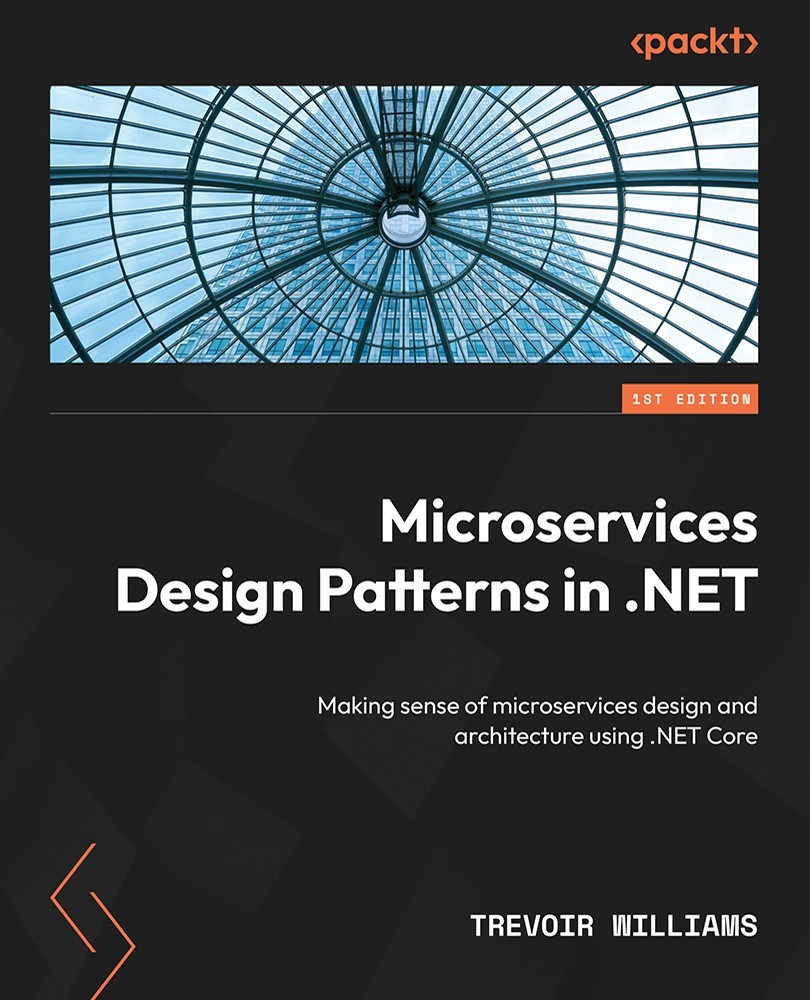 <packt>
1ST EDITION
Microservices
Design Patterns in .NET
Making sense of microservices design and
architecture using .NET Core
TREVOIR WILLIAMS